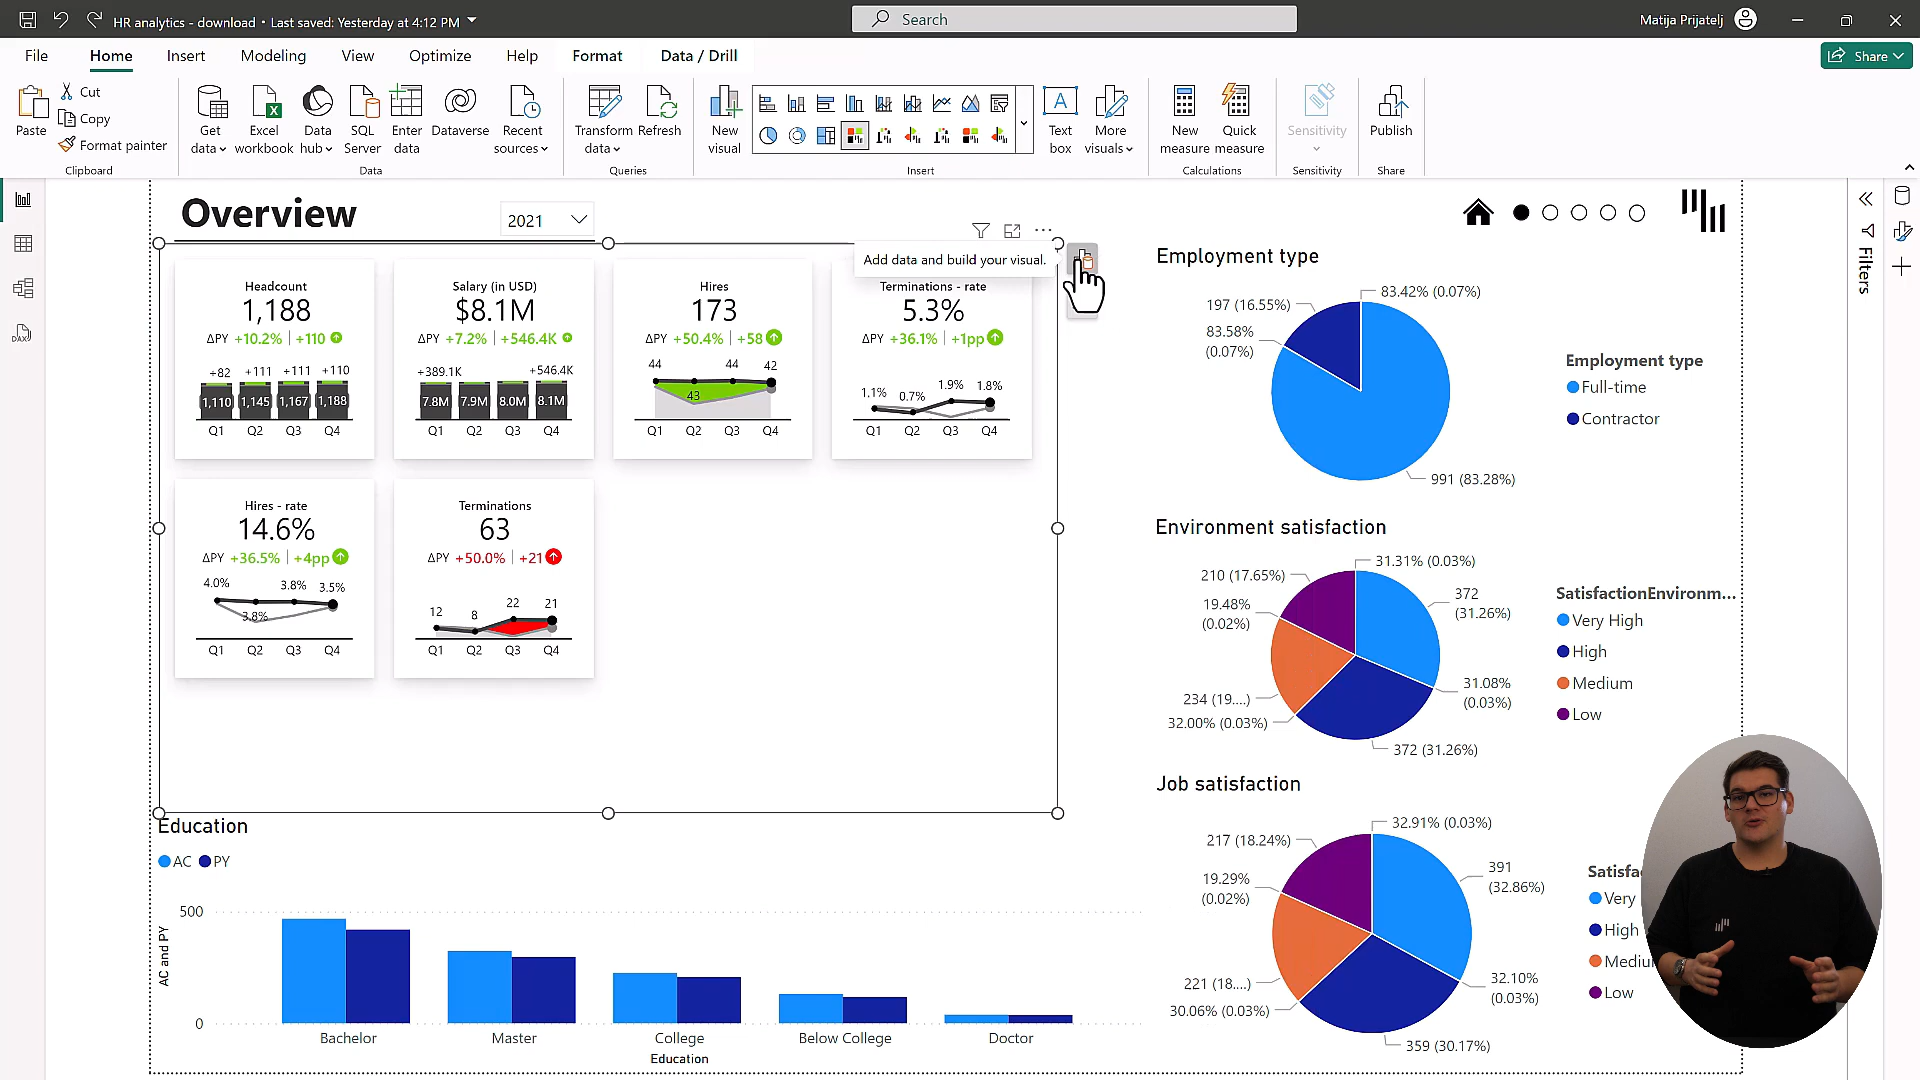 HR analytics - download • Last saved: Yesterday at 4:12 PM
Search
Matija Prijatelj
File
Home
Insert
Modeling
View
Optimize
Help
Format
Data / Drill
Share
Paste
Cut
Copy
Format painter
Clipboard
Get data
Excel workbook
Data hub
SQL Server
Enter data
Dataverse
Recent sources
Data
Transform data
Refresh
Queries
New visual
Text box
More visuals
Insert
New measure
Quick measure
Calculations
Sensitivity
Sensitivity
Publish
Share
DAX
Overview
2021
Add data and build your visual.
Filters
Headcount
1,188
ΔPY +10.2% +110
+82 +111 +111 +110
1,110 1,145 1,167 1,188
Q1 Q2 Q3 Q4
Salary (in USD)
$8.1M
ΔPY +7.2% +546.4K
+389.1K +546.4K
7.8M 7.9M 8.0M 8.1M
Q1 Q2 Q3 Q4
Hires
173
ΔPY +50.4% +58
44 44 42
43
Q1 Q2 Q3 Q4
Terminations - rate
5.3%
ΔPY +36.1% +1pp
1.1% 0.7% 1.9% 1.8%
Q1 Q2 Q3 Q4
Hires - rate
14.6%
ΔPY +36.5% +4pp
4.0% 3.8% 3.5%
3.8%
Q1 Q2 Q3 Q4
Terminations
63
ΔPY +50.0% +21
12 8 22 21
Q1 Q2 Q3 Q4
Education
AC PY
AC and PY
500
0
Bachelor Master College Below College Doctor
Education
Employment type
83.42% (0.07%)
197 (16.55%)
83.58%
(0.07%)
991 (83.28%)
Employment type
Full-time
Contractor
Environment satisfaction
31.31% (0.03%)
210 (17.65%)
372
(31.26%)
19.48%
(0.02%)
31.08%
(0.03%)
234 (19....)
32.00% (0.03%)
372 (31.26%)
SatisfactionEnvironm...
Very High
High
Medium
Low
Job satisfaction
32.91% (0.03%)
217 (18.24%)
391
(32.86%)
19.29%
(0.02%)
32.10%
(0.03%)
221 (18....)
30.06% (0.03%)
359 (30.17%)
Satisfa
Very
High
Mediu
Low